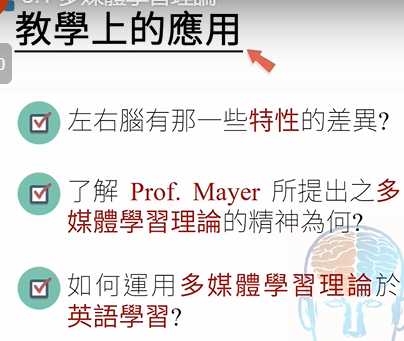 教學上的應用
左右腦有那一些特性的差異?
了解 Prof. Mayer 所提出之多
媒體學習理論的精神為何?
如何運用多媒體學習理論於
英語學習?